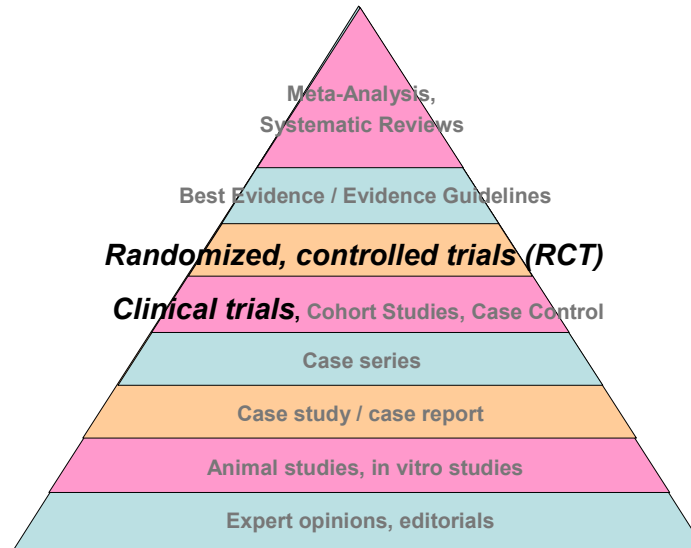 Meta-Analysis,
Systematic Reviews
Best Evidence / Evidence Guidelines
Randomized, controlled trials (RCT)
Clinical trials, Cohort Studies, Case Control
Case series
Case study / case report
Animal studies, in vitro studies
Expert opinions, editorials